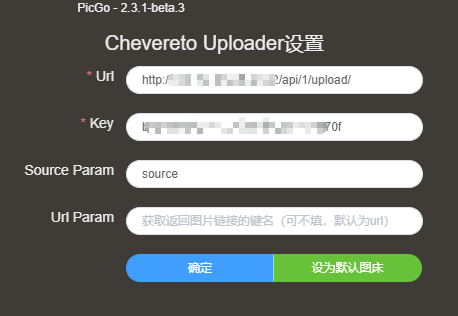 PicGo - 2.3.1-beta.3
Chevereto Uploader设置
* Url http:/ 2/api/1/upload/
* Key 70f
Source Param source
Url Param 获取返回图片链接的键名（可不填，默认为url）
确定 设为默认图床